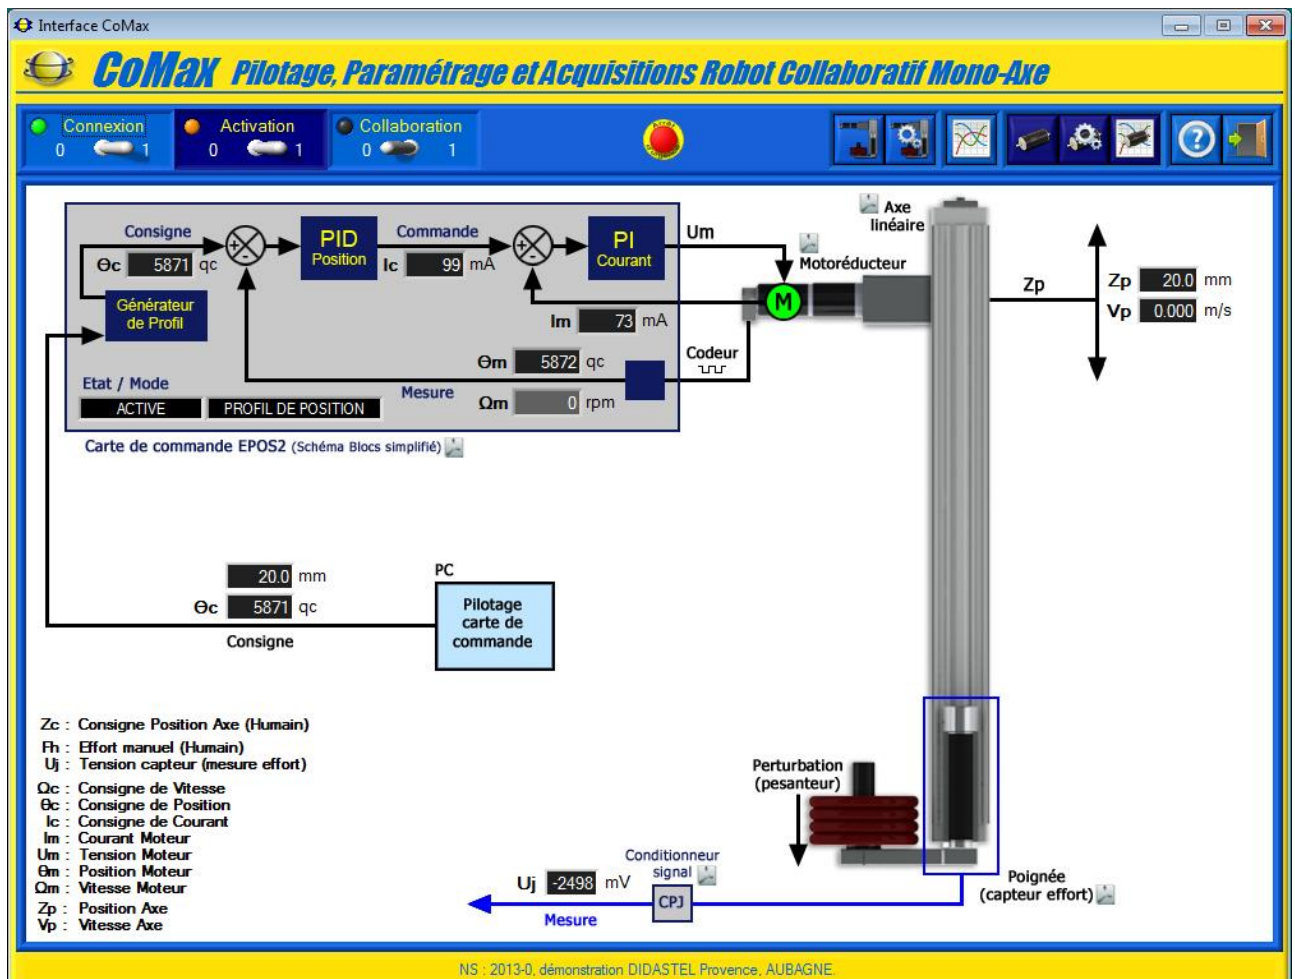 Interface CoMax
CoMax Pilotage, Paramétrage et Acquisitions Robot Collaboratif Mono-Axe
Connexion
0 1
Activation
0 1
Collaboration
0 1
Consigne
Θc 5871 qc
PID
Position
Commande
Ic 99 mA
PI
Courant
Um
Générateur
de Profil
Im 73 mA
Θm 5872 qc
Mesure
Ωm 0 rpm
Codeur
Etat / Mode
ACTIVE
PROFIL DE POSITION
Carte de commande EPOS2 (Schéma Blocs simplifié)
Axe
linéaire
Motoréducteur
M
Zp
Zp 20.0 mm
Vp 0.000 m/s
20.0 mm
Θc 5871 qc
Consigne
PC
Pilotage
carte de
commande
Zc : Consigne Position Axe (Humain)
Fh : Effort manuel (Humain)
Uj : Tension capteur (mesure effort)
Ωc : Consigne de Vitesse
Θc : Consigne de Position
Ic : Consigne de Courant
Im : Courant Moteur
Um : Tension Moteur
Θm : Position Moteur
Ωm : Vitesse Moteur
Zp : Position Axe
Vp : Vitesse Axe
Perturbation
(pesanteur)
Conditionneur
signal
Uj -2498 mV
CPJ
Mesure
Poignée
(capteur effort)
NS : 2013-0, démonstration DIDASTEL Provence, AUBAGNE.